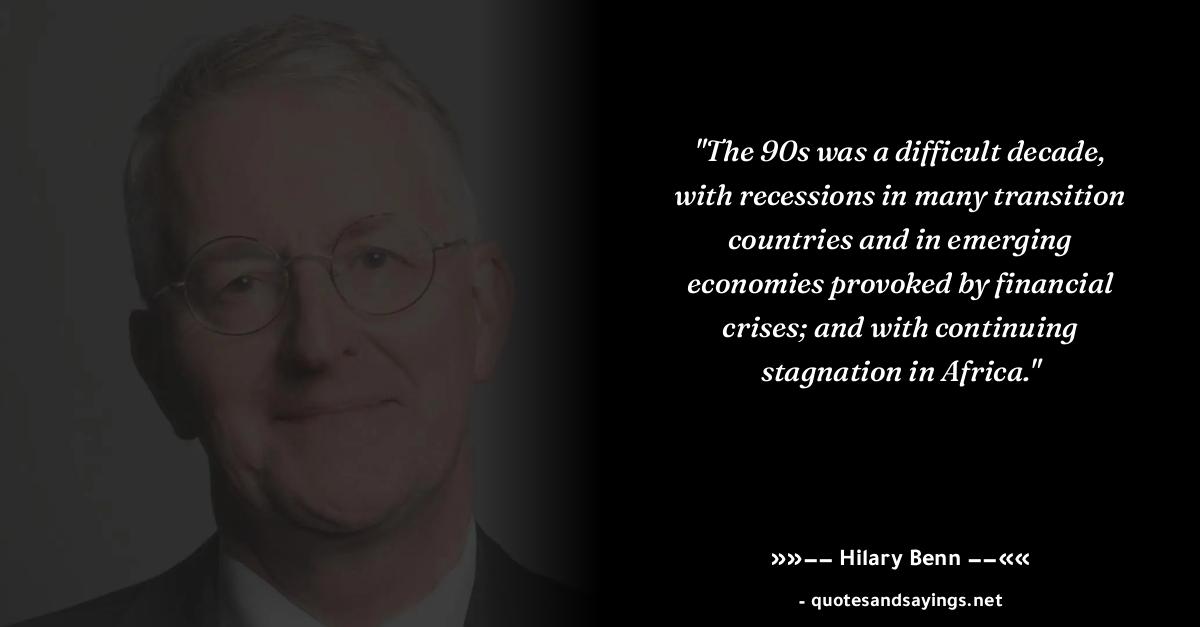 "The 90s was a difficult decade,
with recessions in many transition
countries and in emerging
economies provoked by financial
crises; and with continuing
stagnation in Africa."
»»−− Hilary Benn −−««
- quotesandsayings.net